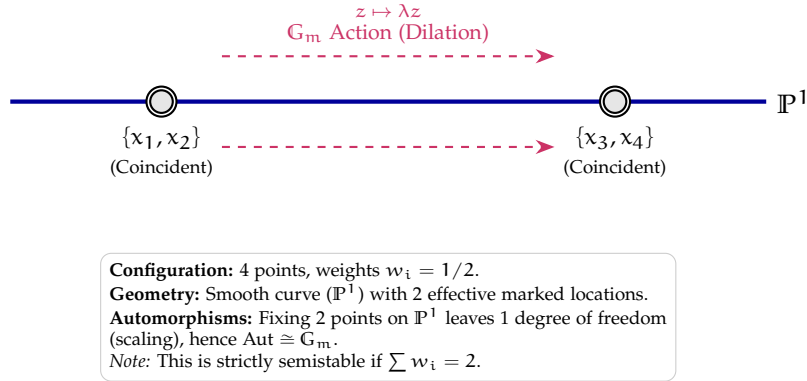 z ↦ λz
𝔾ₘ Action (Dilation)
ℙ¹
{x₁, x₂} {x₃, x₄}
(Coincident) (Coincident)
Configuration: 4 points, weights wᵢ = 1/2.
Geometry: Smooth curve (ℙ¹) with 2 effective marked locations.
Automorphisms: Fixing 2 points on ℙ¹ leaves 1 degree of freedom
(scaling), hence Aut ≅ 𝔾ₘ.
Note: This is strictly semistable if ∑ wᵢ = 2.